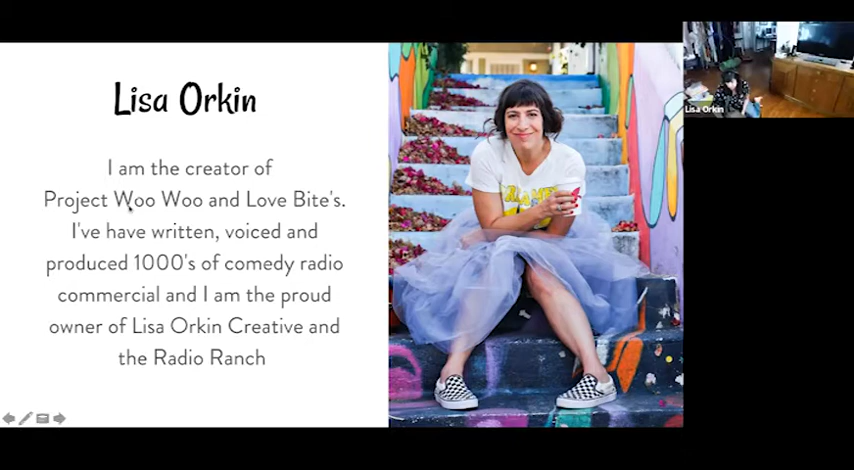 Lisa Orkin
I am the creator of
Project Woo Woo and Love Bite's.
I've have written, voiced and
produced 1000's of comedy radio
commercial and I am the proud
owner of Lisa Orkin Creative and
the Radio Ranch
Lisa Orkin